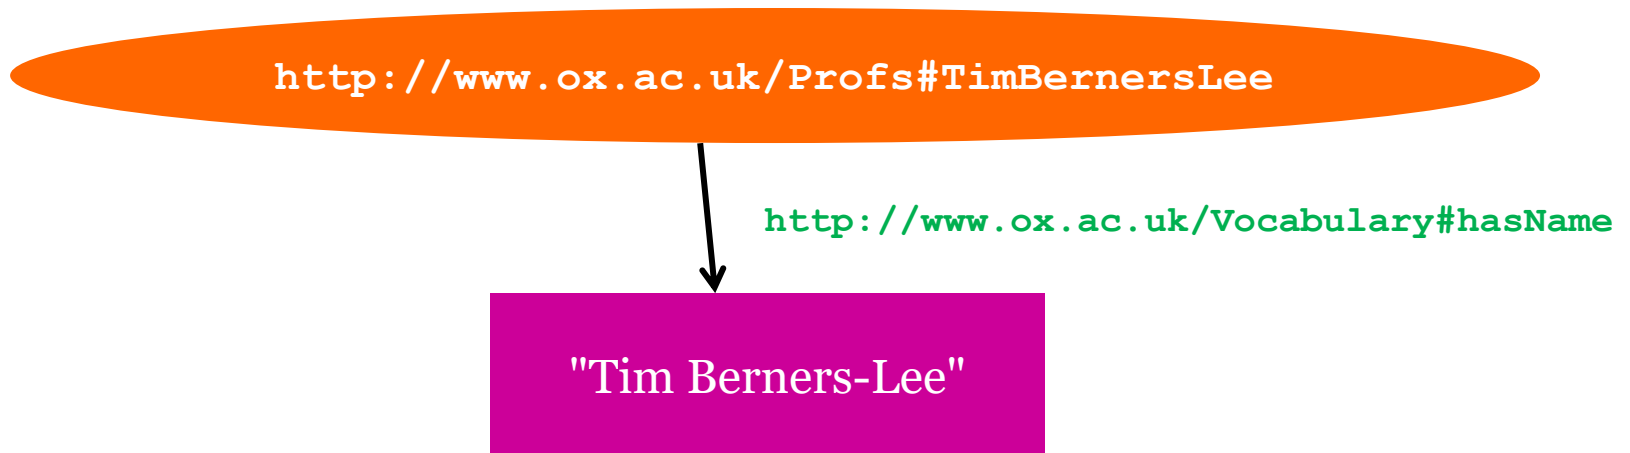 http://www.ox.ac.uk/Profs#TimBernersLee
http://www.ox.ac.uk/Vocabulary#hasName
"Tim Berners-Lee"